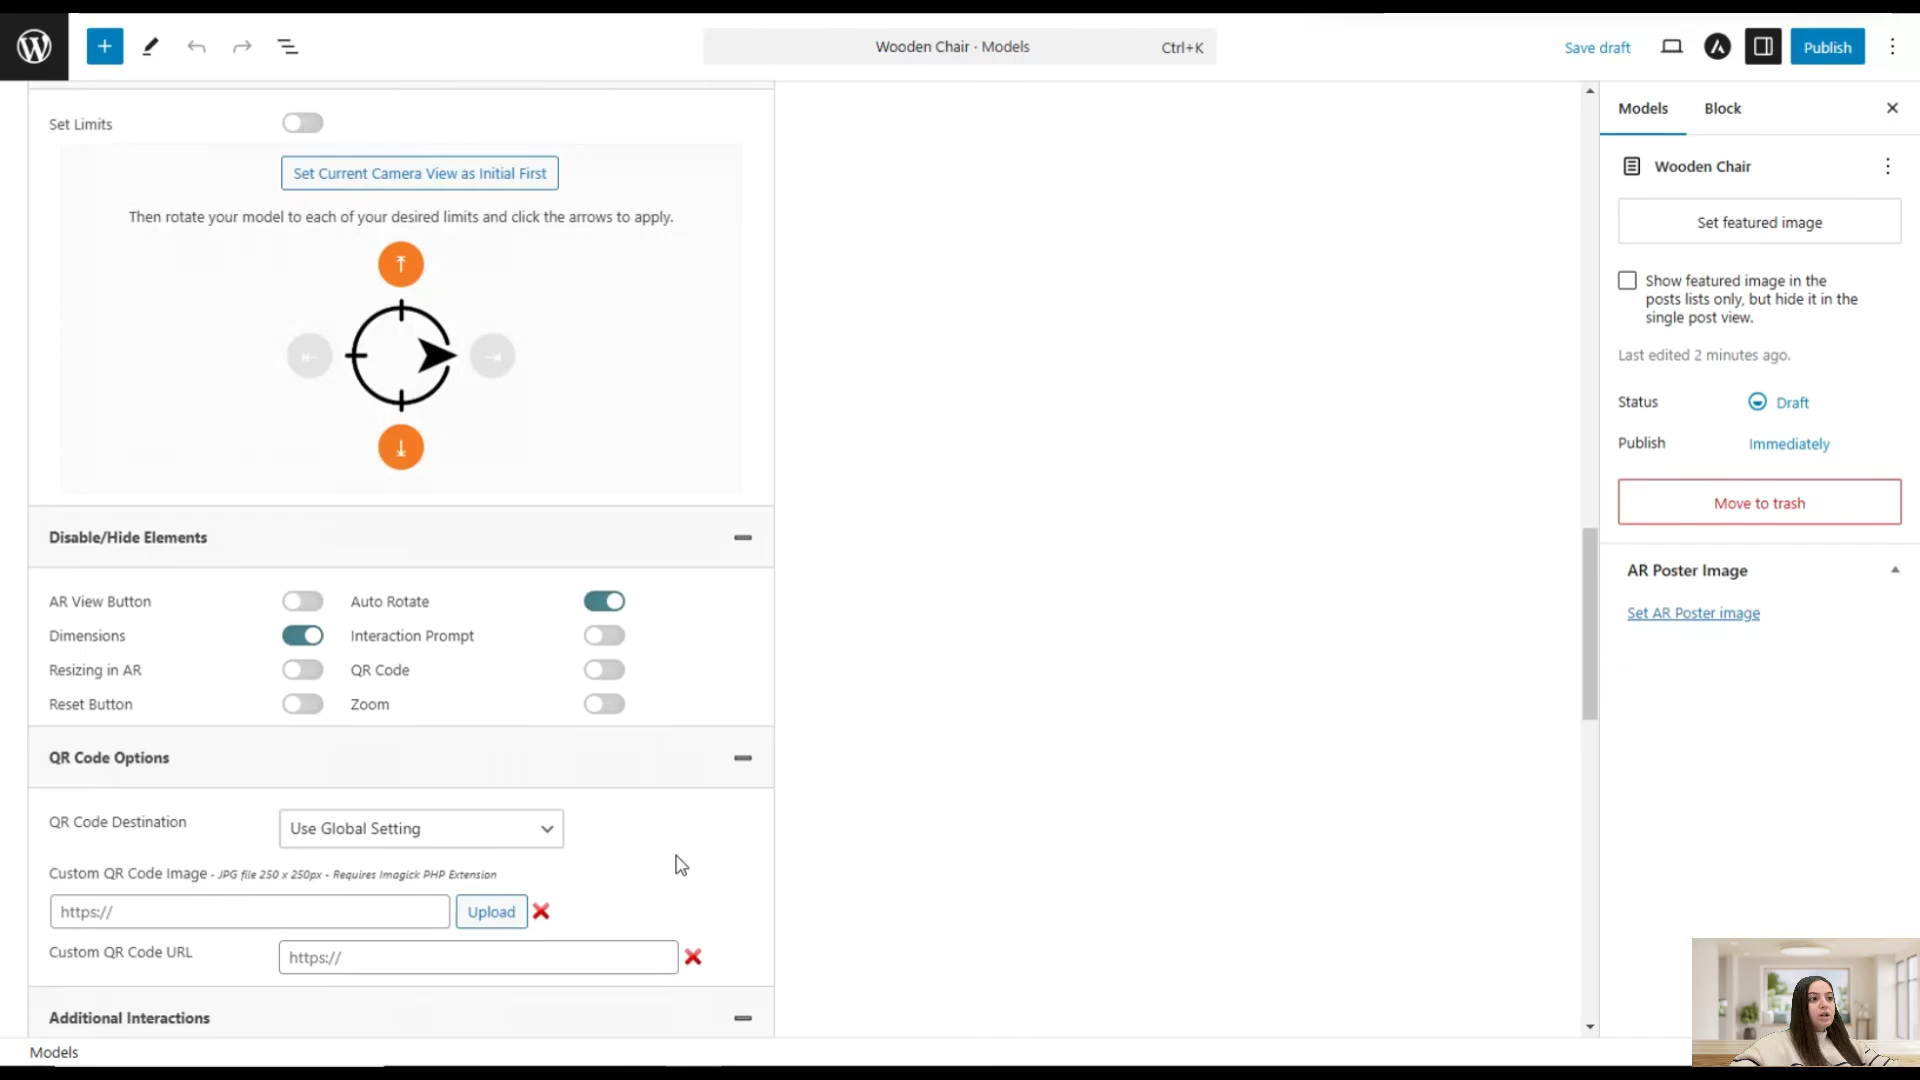 Wooden Chair · Models Ctrl+K
Save draft
Publish
Set Limits
Set Current Camera View as Initial First
Then rotate your model to each of your desired limits and click the arrows to apply.
Disable/Hide Elements
AR View Button Auto Rotate
Dimensions Interaction Prompt
Resizing in AR QR Code
Reset Button Zoom
QR Code Options
QR Code Destination Use Global Setting
Custom QR Code Image - JPG file 250 x 250px - Requires Imagick PHP Extension
https:// Upload
Custom QR Code URL https://
Additional Interactions
Models
Models Block
Wooden Chair
Set featured image
Show featured image in the
posts lists only, but hide it in the
single post view.
Last edited 2 minutes ago.
Status Draft
Publish Immediately
Move to trash
AR Poster Image
Set AR Poster image